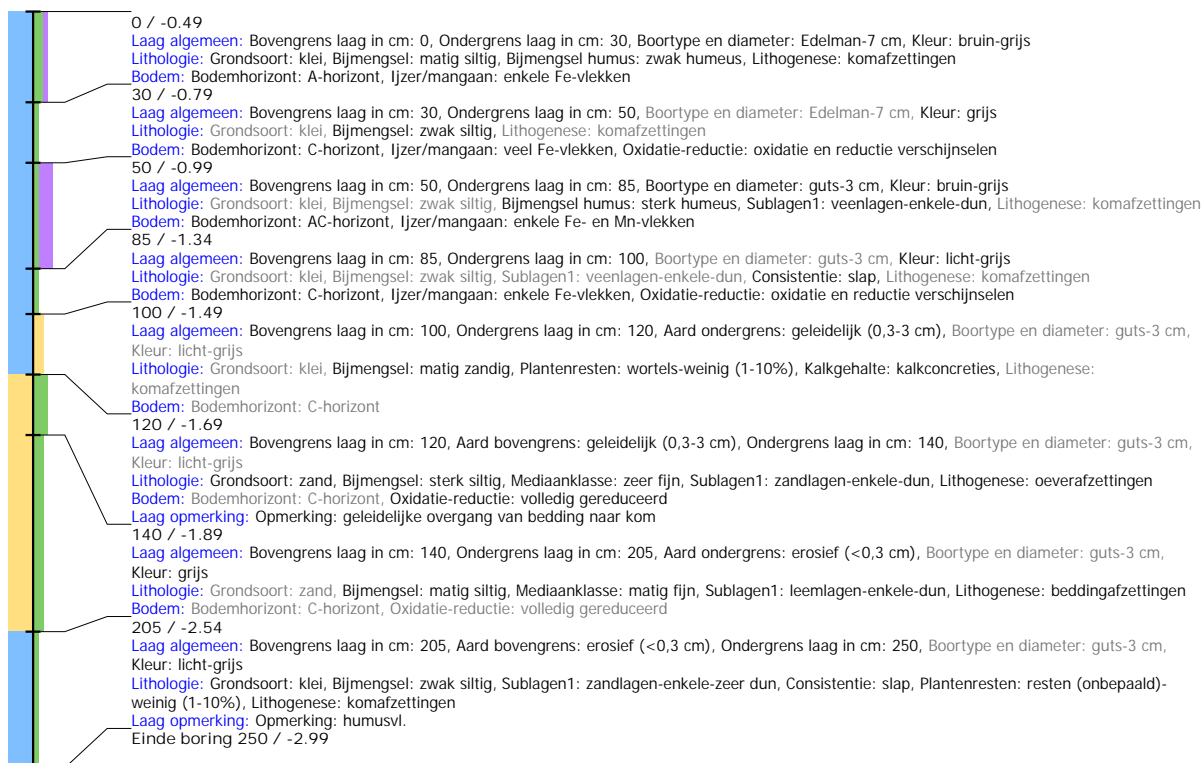 0 / -0.49
Laag algemeen: Bovengrens laag in cm: 0, Ondergrens laag in cm: 30, Boortype en diameter: Edelman-7 cm, Kleur: bruin-grijs
Lithologie: Grondsoort: klei, Bijmengsel: matig siltig, Bijmengsel humus: zwak humeus, Lithogenese: komafzettingen
Bodem: Bodemhorizont: A-horizont, Ijzer/mangaan: enkele Fe-vlekken
30 / -0.79
Laag algemeen: Bovengrens laag in cm: 30, Ondergrens laag in cm: 50, Boortype en diameter: Edelman-7 cm, Kleur: grijs
Lithologie: Grondsoort: klei, Bijmengsel: zwak siltig, Lithogenese: komafzettingen
Bodem: Bodemhorizont: C-horizont, Ijzer/mangaan: veel Fe-vlekken, Oxidatie-reductie: oxidatie en reductie verschijnselen
50 / -0.99
Laag algemeen: Bovengrens laag in cm: 50, Ondergrens laag in cm: 85, Boortype en diameter: guts-3 cm, Kleur: bruin-grijs
Lithologie: Grondsoort: klei, Bijmengsel: zwak siltig, Bijmengsel humus: sterk humeus, Sublagen1: veenlagen-enkele-dun, Lithogenese: komafzettingen
Bodem: Bodemhorizont: AC-horizont, Ijzer/mangaan: enkele Fe- en Mn-vlekken
85 / -1.34
Laag algemeen: Bovengrens laag in cm: 85, Ondergrens laag in cm: 100, Boortype en diameter: guts-3 cm, Kleur: licht-grijs
Lithologie: Grondsoort: klei, Bijmengsel: zwak siltig, Sublagen1: veenlagen-enkele-dun, Consistentie: slap, Lithogenese: komafzettingen
Bodem: Bodemhorizont: C-horizont, Ijzer/mangaan: enkele Fe-vlekken, Oxidatie-reductie: oxidatie en reductie verschijnselen
100 / -1.49
Laag algemeen: Bovengrens laag in cm: 100, Ondergrens laag in cm: 120, Aard ondergrens: geleidelijk (0,3-3 cm), Boortype en diameter: guts-3 cm,
Kleur: licht-grijs
Lithologie: Grondsoort: klei, Bijmengsel: matig zandig, Plantenresten: wortels-weinig (1-10%), Kalkgehalte: kalkconcreties, Lithogenese:
komafzettingen
Bodem: Bodemhorizont: C-horizont
120 / -1.69
Laag algemeen: Bovengrens laag in cm: 120, Aard bovengrens: geleidelijk (0,3-3 cm), Ondergrens laag in cm: 140, Boortype en diameter: guts-3 cm,
Kleur: licht-grijs
Lithologie: Grondsoort: zand, Bijmengsel: sterk siltig, Mediaanklasse: zeer fijn, Sublagen1: zandlagen-enkele-dun, Lithogenese: oeverafzettingen
Bodem: Bodemhorizont: C-horizont, Oxidatie-reductie: volledig gereduceerd
Laag opmerking: Opmerking: geleidelijke overgang van bedding naar kom
140 / -1.89
Laag algemeen: Bovengrens laag in cm: 140, Ondergrens laag in cm: 205, Aard ondergrens: erosief (<0,3 cm), Boortype en diameter: guts-3 cm,
Kleur: grijs
Lithologie: Grondsoort: zand, Bijmengsel: matig siltig, Mediaanklasse: matig fijn, Sublagen1: leemlagen-enkele-dun, Lithogenese: beddingafzettingen
Bodem: Bodemhorizont: C-horizont, Oxidatie-reductie: volledig gereduceerd
205 / -2.54
Laag algemeen: Bovengrens laag in cm: 205, Aard bovengrens: erosief (<0,3 cm), Ondergrens laag in cm: 250, Boortype en diameter: guts-3 cm,
Kleur: licht-grijs
Lithologie: Grondsoort: klei, Bijmengsel: zwak siltig, Sublagen1: zandlagen-enkele-zeer dun, Consistentie: slap, Plantenresten: resten (onbepaald)-
weinig (1-10%), Lithogenese: komafzettingen
Laag opmerking: Opmerking: humusvl.
Einde boring 250 / -2.99